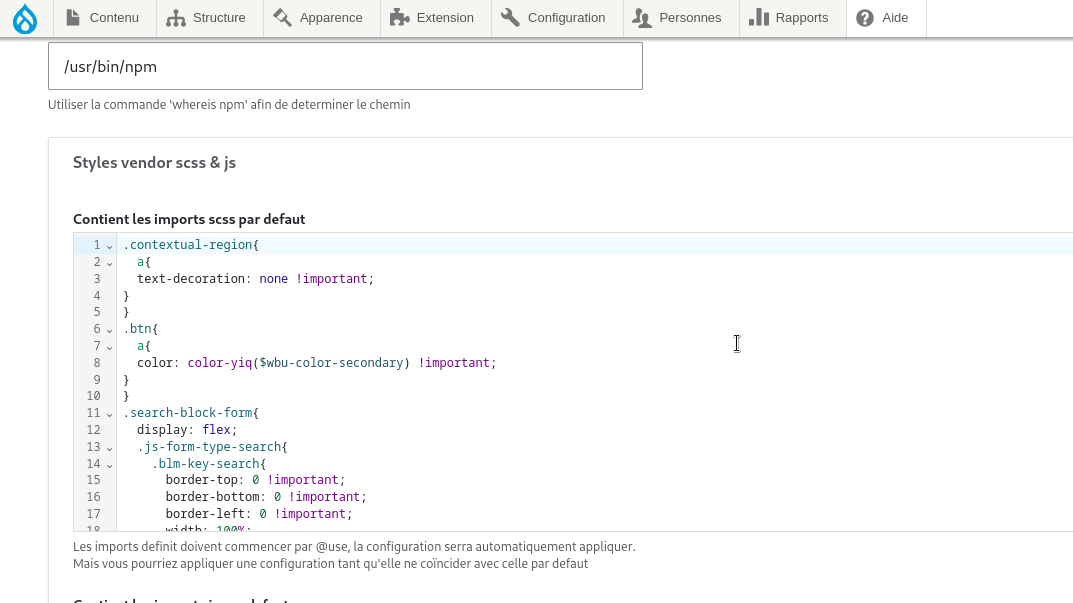 Contenu Structure Apparence Extension Configuration Personnes Rapports Aide
/usr/bin/npm
Utiliser la commande 'whereis npm' afin de determiner le chemin
Styles vendor scss & js
Contient les imports scss par defaut
1 .contextual-region{
2 a{
3 text-decoration: none !important;
4 }
5 }
6 .btn{
7 a{
8 color: color-yiq($wbu-color-secondary) !important;
9 }
10 }
11 .search-block-form{
12 display: flex;
13 .js-form-type-search{
14 .blm-key-search{
15 border-top: 0 !important;
16 border-bottom: 0 !important;
17 border-left: 0 !important;
18 width: 100%;
Les imports definit doivent commencer par @use, la configuration serra automatiquement appliquer.
Mais vous pourriez appliquer une configuration tant qu'elle ne coïncider avec celle par defaut